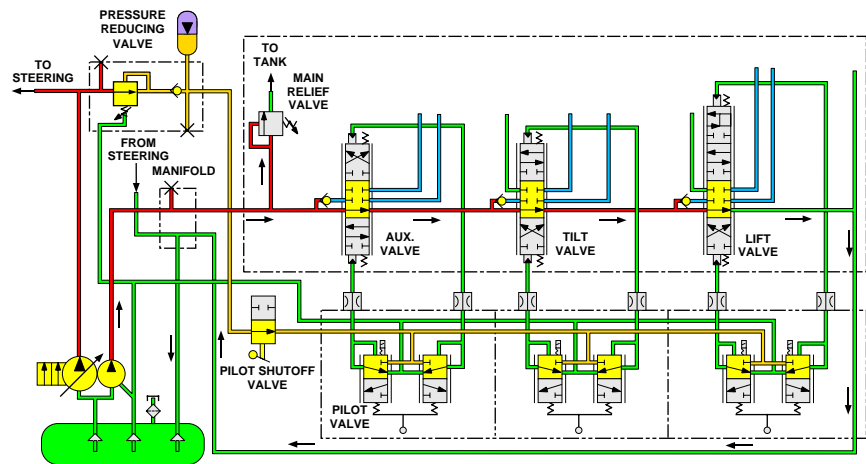 PRESSURE
REDUCING
VALVE
TO
STEERING
TO
TANK
MAIN
RELIEF
VALVE
FROM
STEERING
MANIFOLD
AUX.
VALVE
TILT
VALVE
LIFT
VALVE
PILOT SHUTOFF
VALVE
PILOT
VALVE